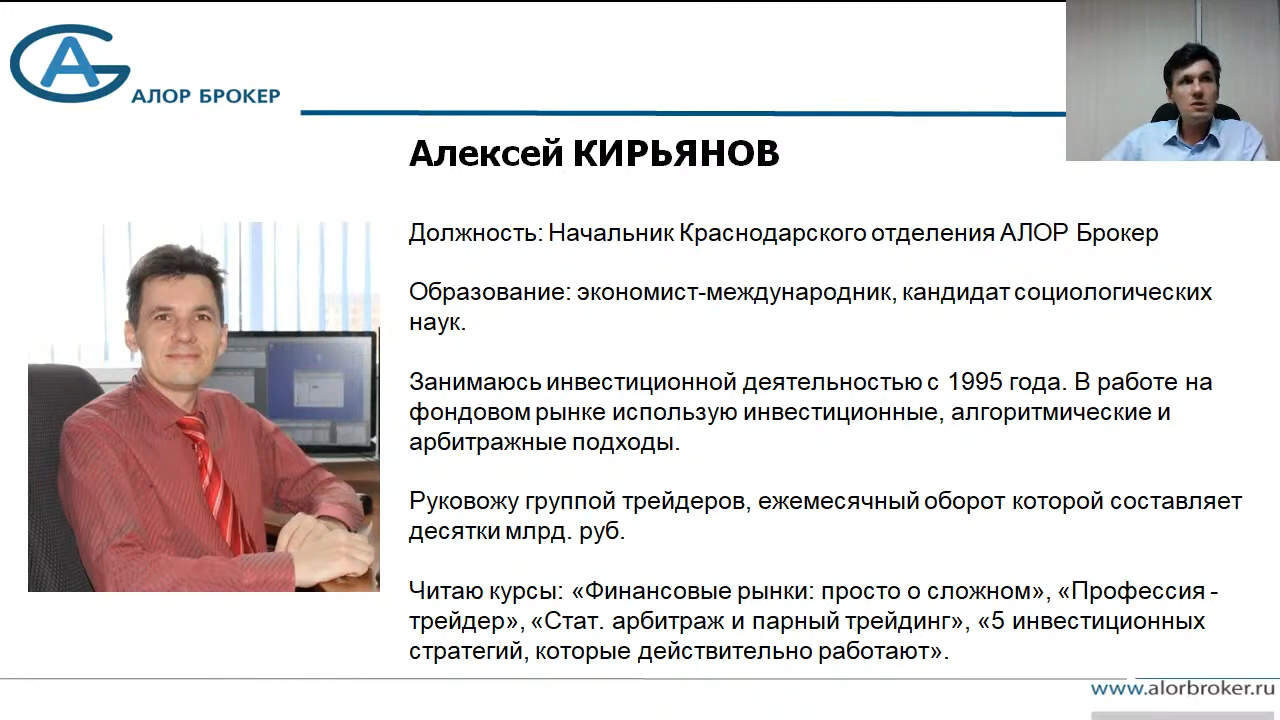 АЛОР БРОКЕР
Алексей КИРЬЯНОВ
Должность: Начальник Краснодарского отделения АЛОР Брокер
Образование: экономист-международник, кандидат социологических
наук.
Занимаюсь инвестиционной деятельностью с 1995 года. В работе на
фондовом рынке использую инвестиционные, алгоритмические и
арбитражные подходы.
Руковожу группой трейдеров, ежемесячный оборот которой составляет
десятки млрд. руб.
Читаю курсы: «Финансовые рынки: просто о сложном», «Профессия -
трейдер», «Стат. арбитраж и парный трейдинг», «5 инвестиционных
стратегий, которые действительно работают».
www.alorbroker.ru